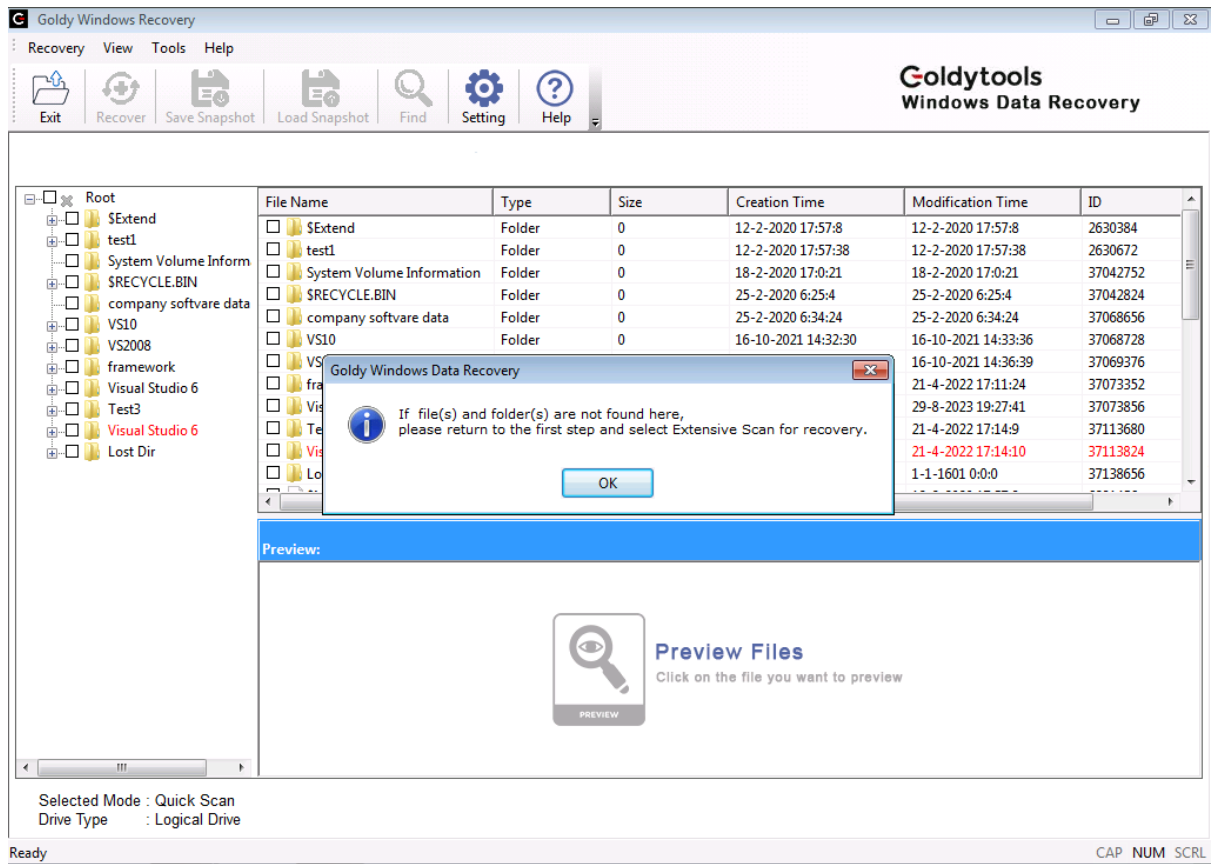 Goldy Windows Recovery
Recovery View Tools Help
Exit Recover Save Snapshot Load Snapshot Find Setting Help
Goldytools
Windows Data Recovery
Root
$Extend
test1
System Volume Inform
$RECYCLE.BIN
company softvare data
VS10
VS2008
framework
Visual Studio 6
Test3
Visual Studio 6
Lost Dir
File Name Type Size Creation Time Modification Time ID
$Extend Folder 0 12-2-2020 17:57:8 12-2-2020 17:57:8 2630384
test1 Folder 0 12-2-2020 17:57:38 12-2-2020 17:57:38 2630672
System Volume Information Folder 0 18-2-2020 17:0:21 18-2-2020 17:0:21 37042752
$RECYCLE.BIN Folder 0 25-2-2020 6:25:4 25-2-2020 6:25:4 37042824
company softvare data Folder 0 25-2-2020 6:34:24 25-2-2020 6:34:24 37068656
VS10 Folder 0 16-10-2021 14:32:30 16-10-2021 14:33:36 37068728
VS 16-10-2021 14:36:39 37069376
fra 21-4-2022 17:11:24 37073352
Vis 29-8-2023 19:27:41 37073856
Te 21-4-2022 17:14:9 37113680
Vis 21-4-2022 17:14:10 37113824
Lo 1-1-1601 0:0:0 37138656
Goldy Windows Data Recovery
If file(s) and folder(s) are not found here,
please return to the first step and select Extensive Scan for recovery.
OK
Preview:
Preview Files
Click on the file you want to preview
PREVIEW
Selected Mode : Quick Scan
Drive Type : Logical Drive
Ready CAP NUM SCRL